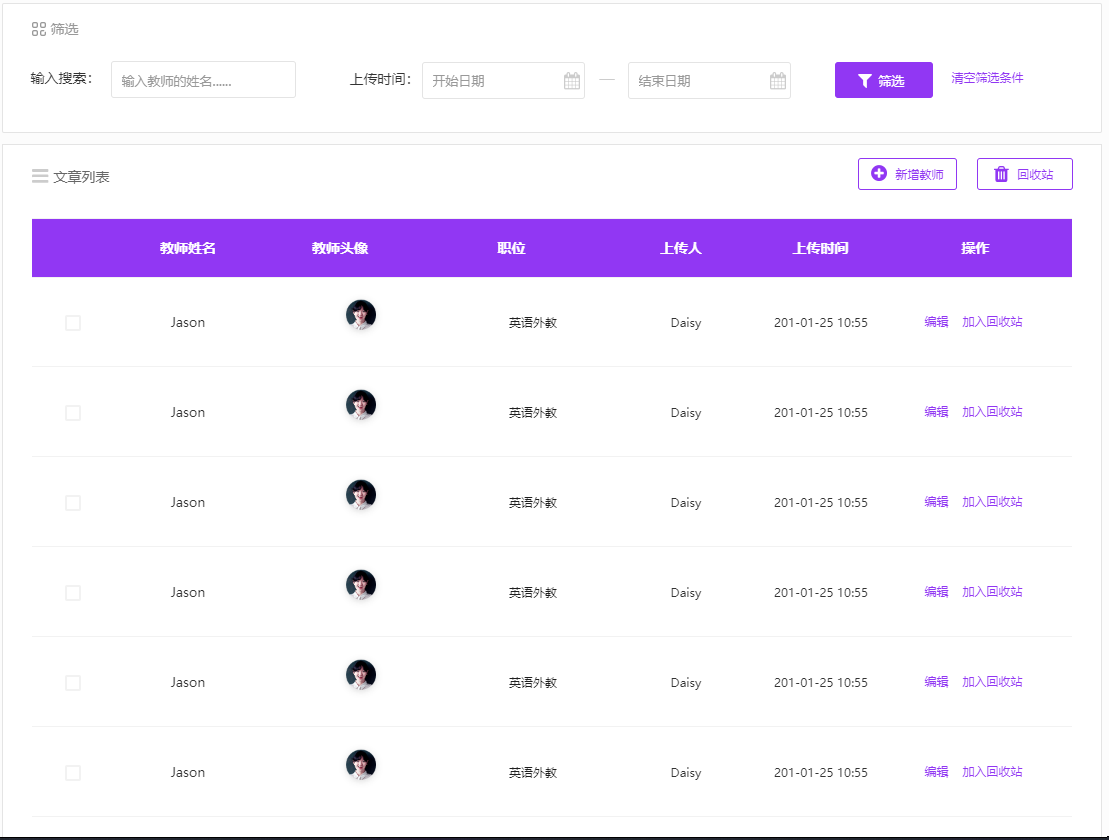 筛选
输入搜索： 输入教师的姓名...... 上传时间： 开始日期 — 结束日期 筛选 清空筛选条件
文章列表 新增教师 回收站
教师姓名 教师头像 职位 上传人 上传时间 操作
Jason 英语外教 Daisy 201-01-25 10:55 编辑 加入回收站
Jason 英语外教 Daisy 201-01-25 10:55 编辑 加入回收站
Jason 英语外教 Daisy 201-01-25 10:55 编辑 加入回收站
Jason 英语外教 Daisy 201-01-25 10:55 编辑 加入回收站
Jason 英语外教 Daisy 201-01-25 10:55 编辑 加入回收站
Jason 英语外教 Daisy 201-01-25 10:55 编辑 加入回收站